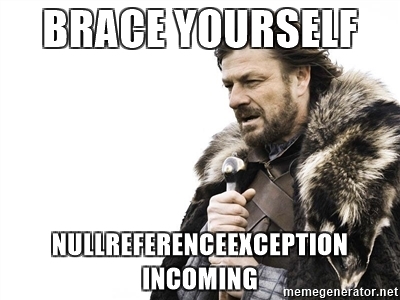 BRACE YOURSELF
NULLREFERENCEEXCEPTION
INCOMING
memegenerator.net